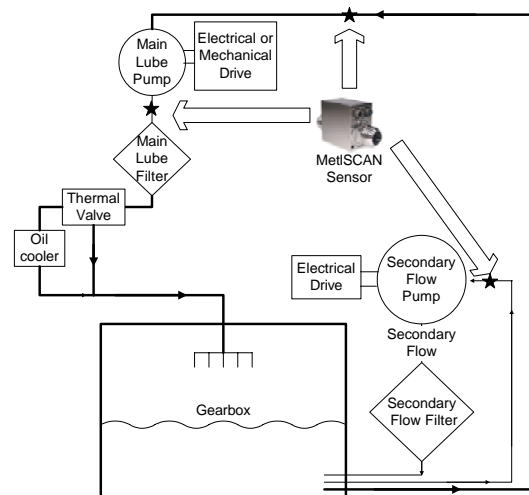 Main
Lube
Pump
Electrical or
Mechanical
Drive
Main
Lube
Filter
MetlSCAN
Sensor
Thermal
Valve
Oil
cooler
Electrical
Drive
Secondary
Flow
Pump
Secondary
Flow
Gearbox
Secondary
Flow Filter